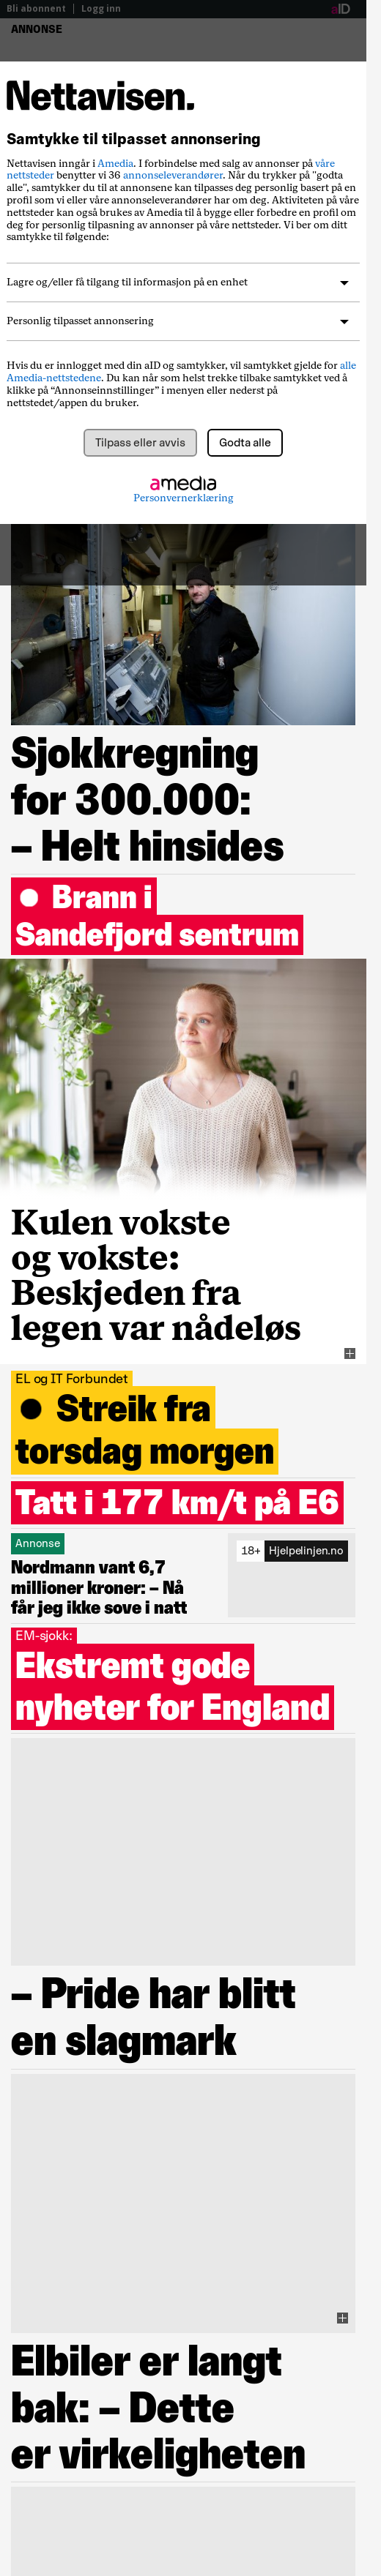 Bli abonnent | Logg inn
aID
ANNONSE
Nettavisen.
Samtykke til tilpasset annonsering
Nettavisen inngår i Amedia. I forbindelse med salg av annonser på våre
nettsteder benytter vi 36 annonseleverandører. Når du trykker på "godta
alle", samtykker du til at annonsene kan tilpasses deg personlig basert på en
profil som vi eller våre annonseleverandører har om deg. Aktiviteten på våre
nettsteder kan også brukes av Amedia til å bygge eller forbedre en profil om
deg for personlig tilpasning av annonser på våre nettsteder. Vi ber om ditt
samtykke til følgende:
Lagre og/eller få tilgang til informasjon på en enhet
Personlig tilpasset annonsering
Hvis du er innlogget med din aID og samtykker, vil samtykket gjelde for alle
Amedia-nettstedene. Du kan når som helst trekke tilbake samtykket ved å
klikke på “Annonseinnstillinger” i menyen eller nederst på
nettstedet/appen du bruker.
Tilpass eller avvis
Godta alle
amedia
Personvernerklæring
Sjokkregning
for 300.000:
– Helt hinsides
Brann i
Sandefjord sentrum
Kulen vokste
og vokste:
Beskjeden fra
legen var nådeløs
EL og IT Forbundet
Streik fra
torsdag morgen
Tatt i 177 km/t på E6
Annonse
Nordmann vant 6,7
millioner kroner: – Nå
får jeg ikke sove i natt
18+ Hjelpelinjen.no
EM-sjokk:
Ekstremt gode
nyheter for England
– Pride har blitt
en slagmark
Elbiler er langt
bak: – Dette
er virkeligheten